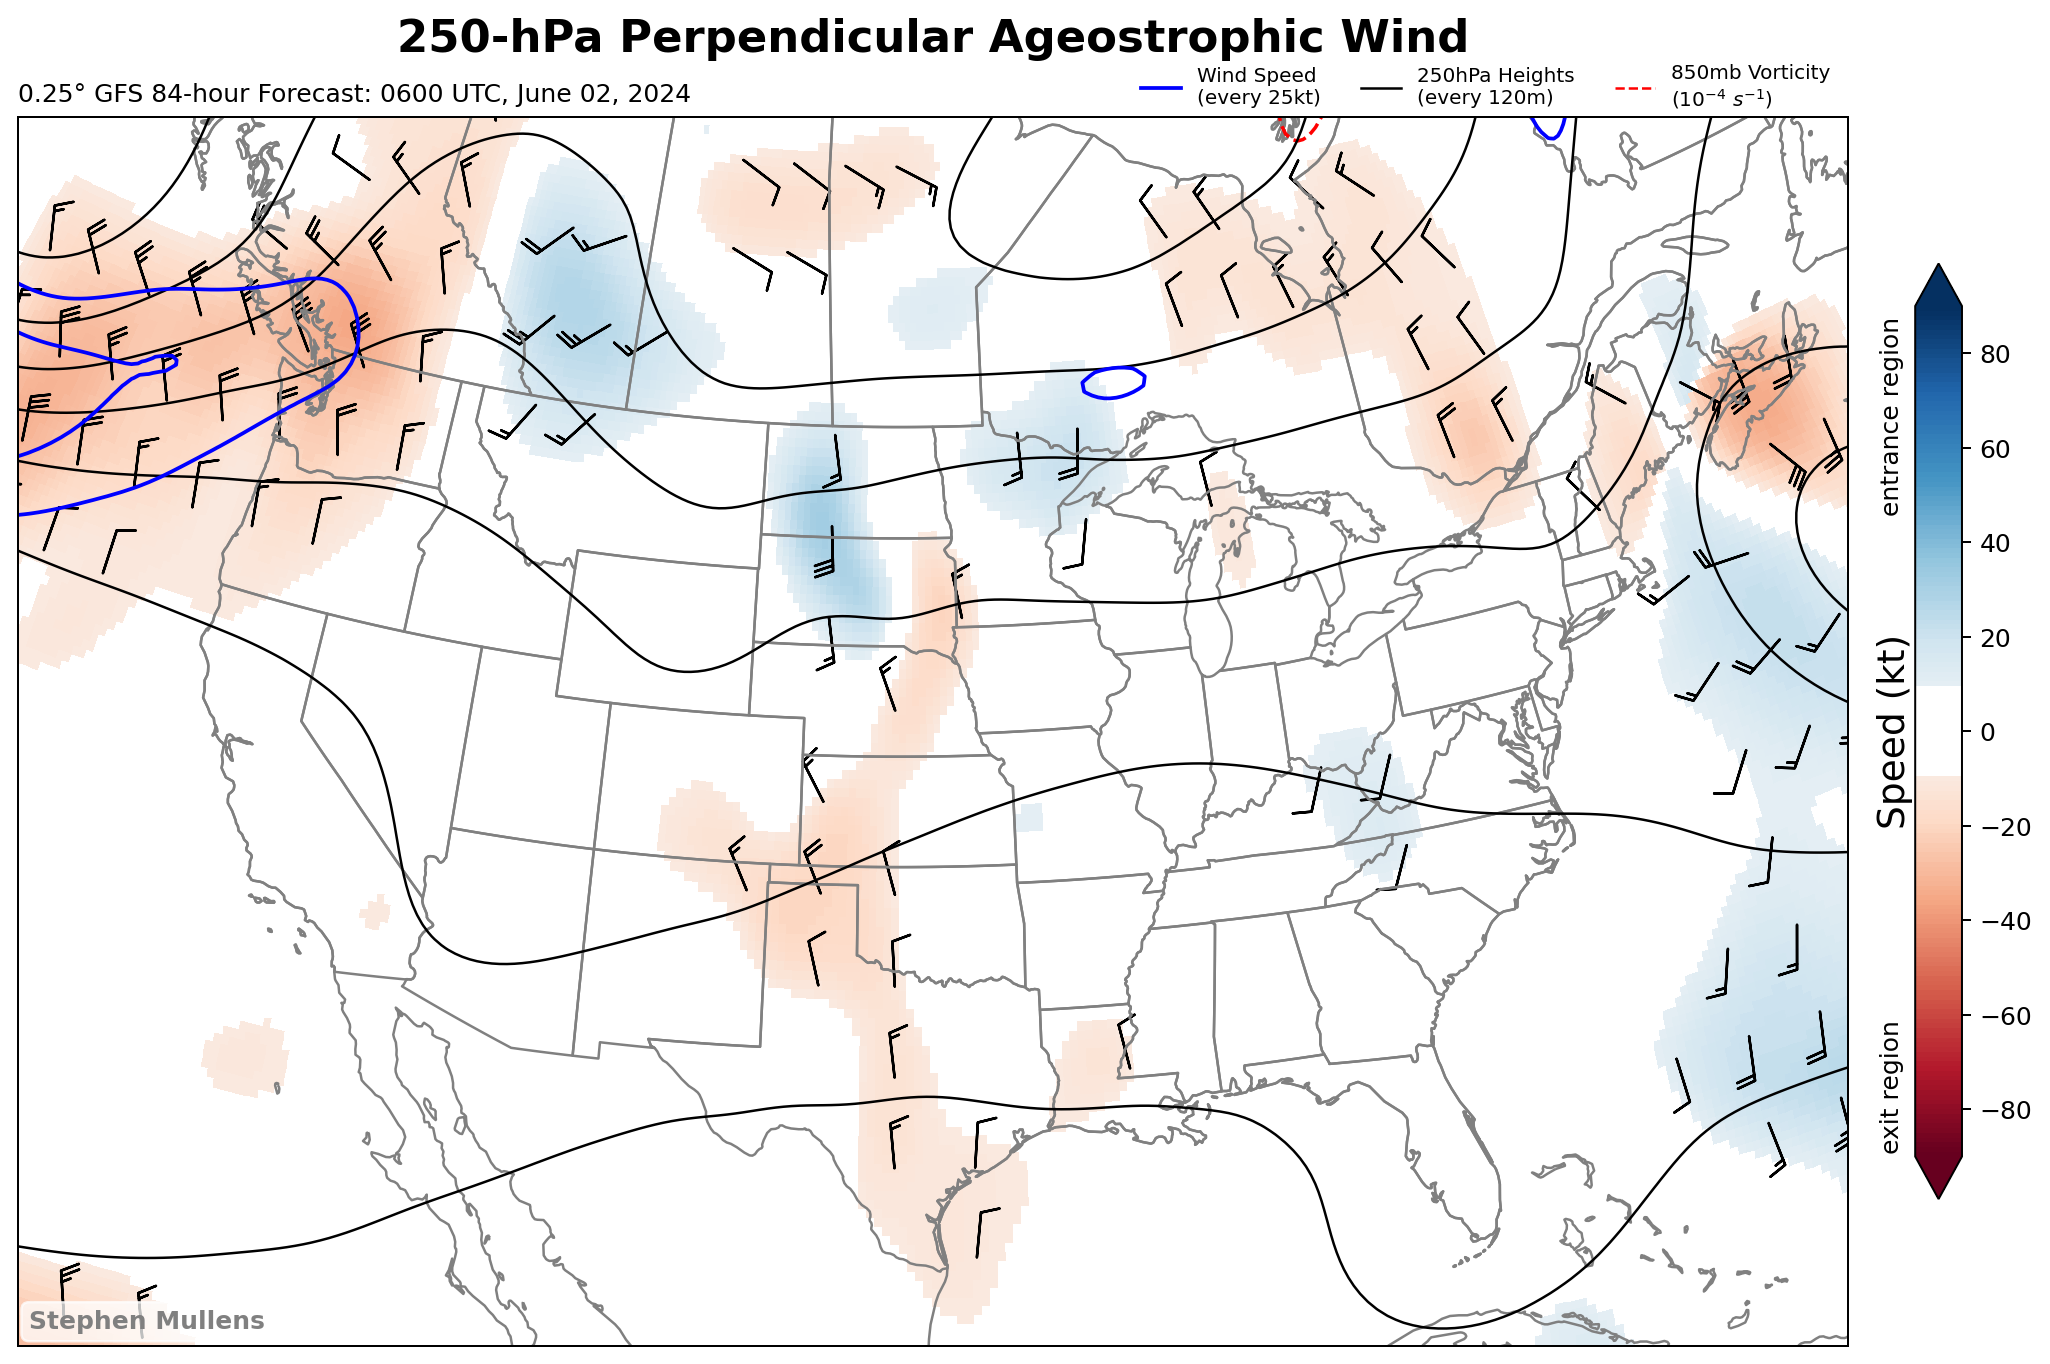 250-hPa Perpendicular Ageostrophic Wind
0.25° GFS 84-hour Forecast: 0600 UTC, June 02, 2024
Wind Speed
(every 25kt)
250hPa Heights
(every 120m)
850mb Vorticity
(10⁻⁴ s⁻¹)
entrance region
Speed (kt)
exit region
80
60
40
20
0
−20
−40
−60
−80
Stephen Mullens